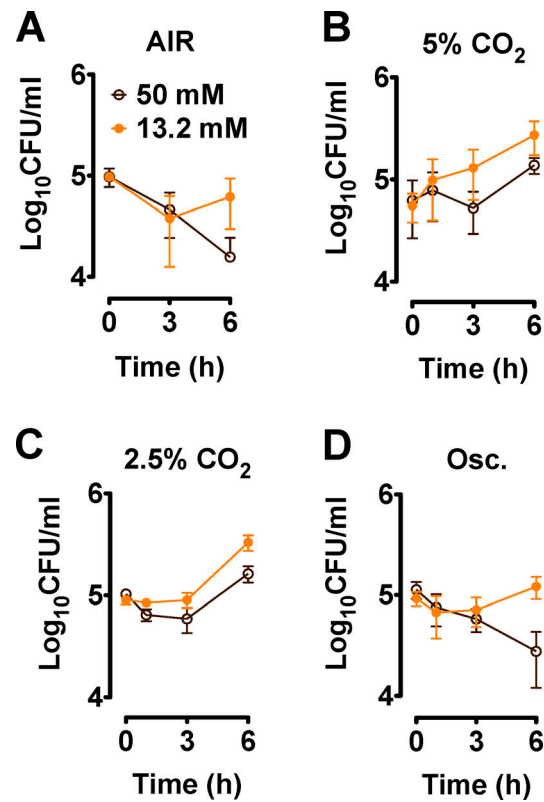 A
AIR
Log10CFU/ml
6
5
4
50 mM
13.2 mM
0 3 6
Time (h)
B
5% CO2
Log10CFU/ml
6
5
4
0 3 6
Time (h)
C
2.5% CO2
Log10CFU/ml
6
5
4
0 3 6
Time (h)
D
Osc.
Log10CFU/ml
6
5
4
0 3 6
Time (h)